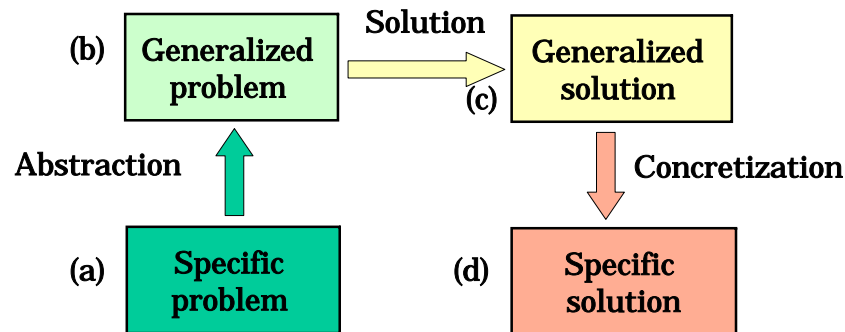 Solution
(b)
Generalized
problem
Generalized
solution
(c)
Abstraction
Concretization
(a)
Specific
problem
(d)
Specific
solution